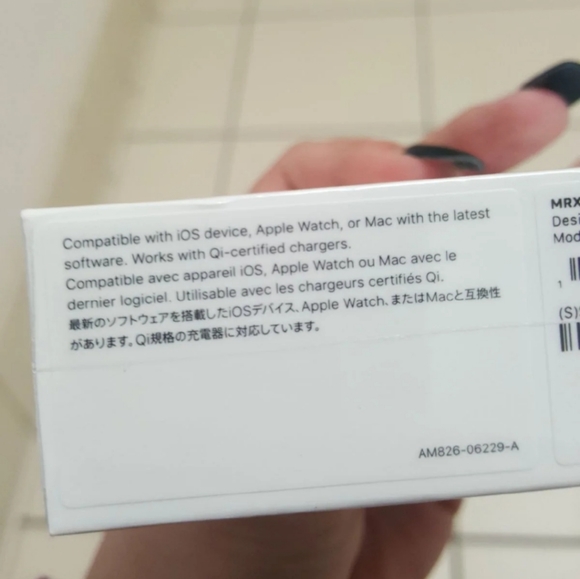 Compatible with iOS device, Apple Watch, or Mac with the latest
software. Works with Qi-certified chargers.
Compatible avec appareil iOS, Apple Watch ou Mac avec le
dernier logiciel. Utilisable avec les chargeurs certifiés Qi.
最新のソフトウェアを搭載したiOSデバイス、Apple Watch、またはMacと互換性
があります。Qi規格の充電器に対応しています。
AM826-06229-A
MRX
Desi
Mod
1
(S)